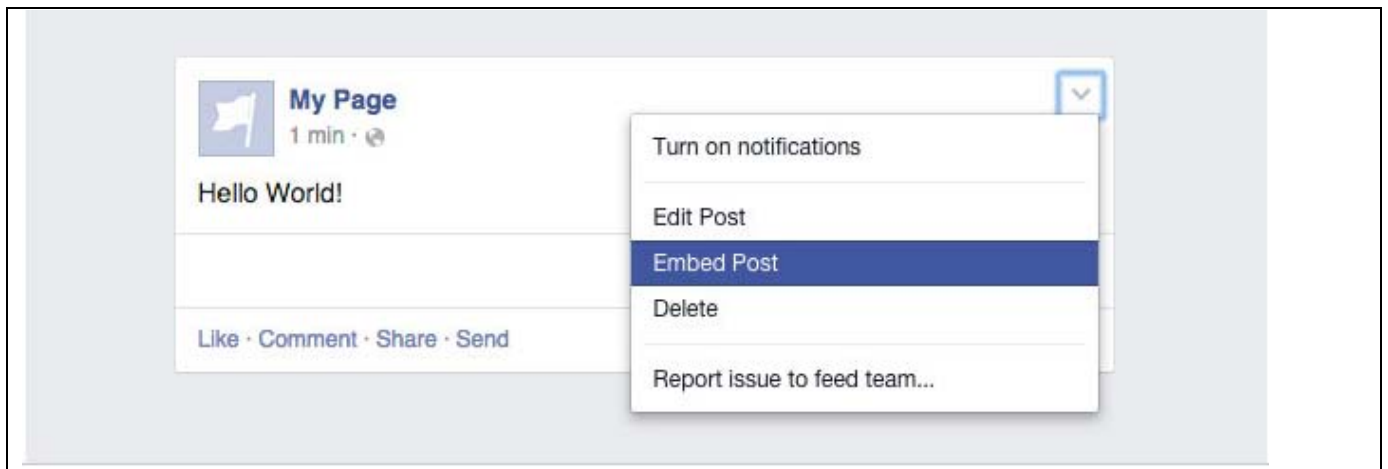 My Page
1 min ·
Hello World!
Like · Comment · Share · Send
Turn on notifications
Edit Post
Embed Post
Delete
Report issue to feed team...